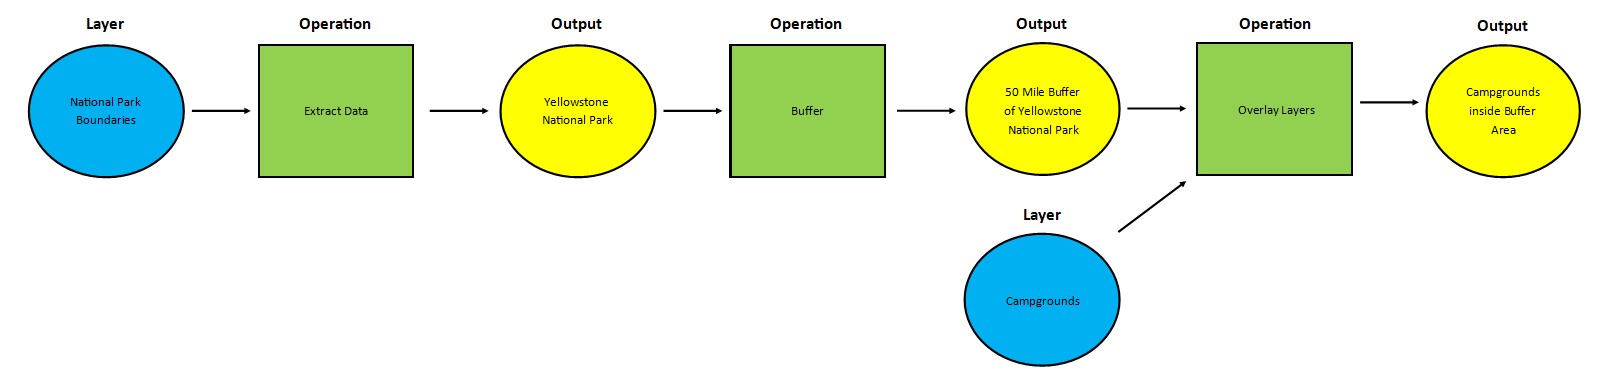 Layer
Operation
Output
Operation
Output
Operation
Output
National Park
Boundaries
Extract Data
Yellowstone
National Park
Buffer
50 Mile Buffer
of Yellowstone
National Park
Overlay Layers
Campgrounds
inside Buffer
Area
Layer
Campgrounds